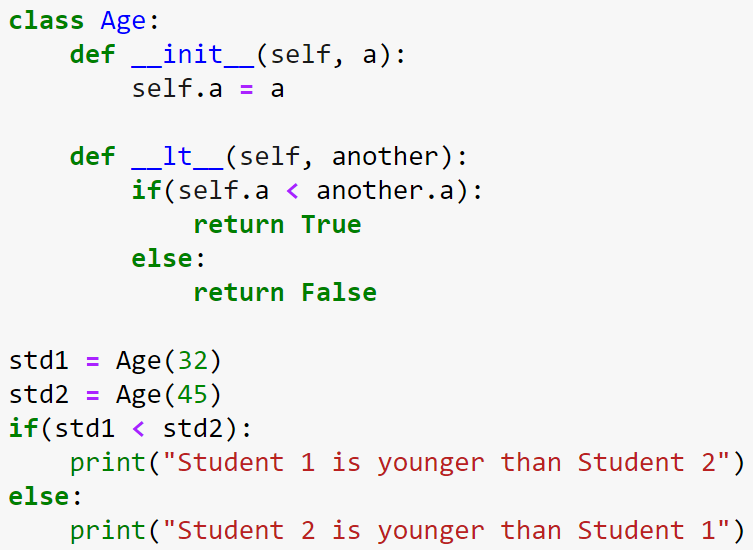 class Age:
    def __init__(self, a):
        self.a = a

    def __lt__(self, another):
        if(self.a < another.a):
            return True
        else:
            return False

std1 = Age(32)
std2 = Age(45)
if(std1 < std2):
    print("Student 1 is younger than Student 2")
else:
    print("Student 2 is younger than Student 1")